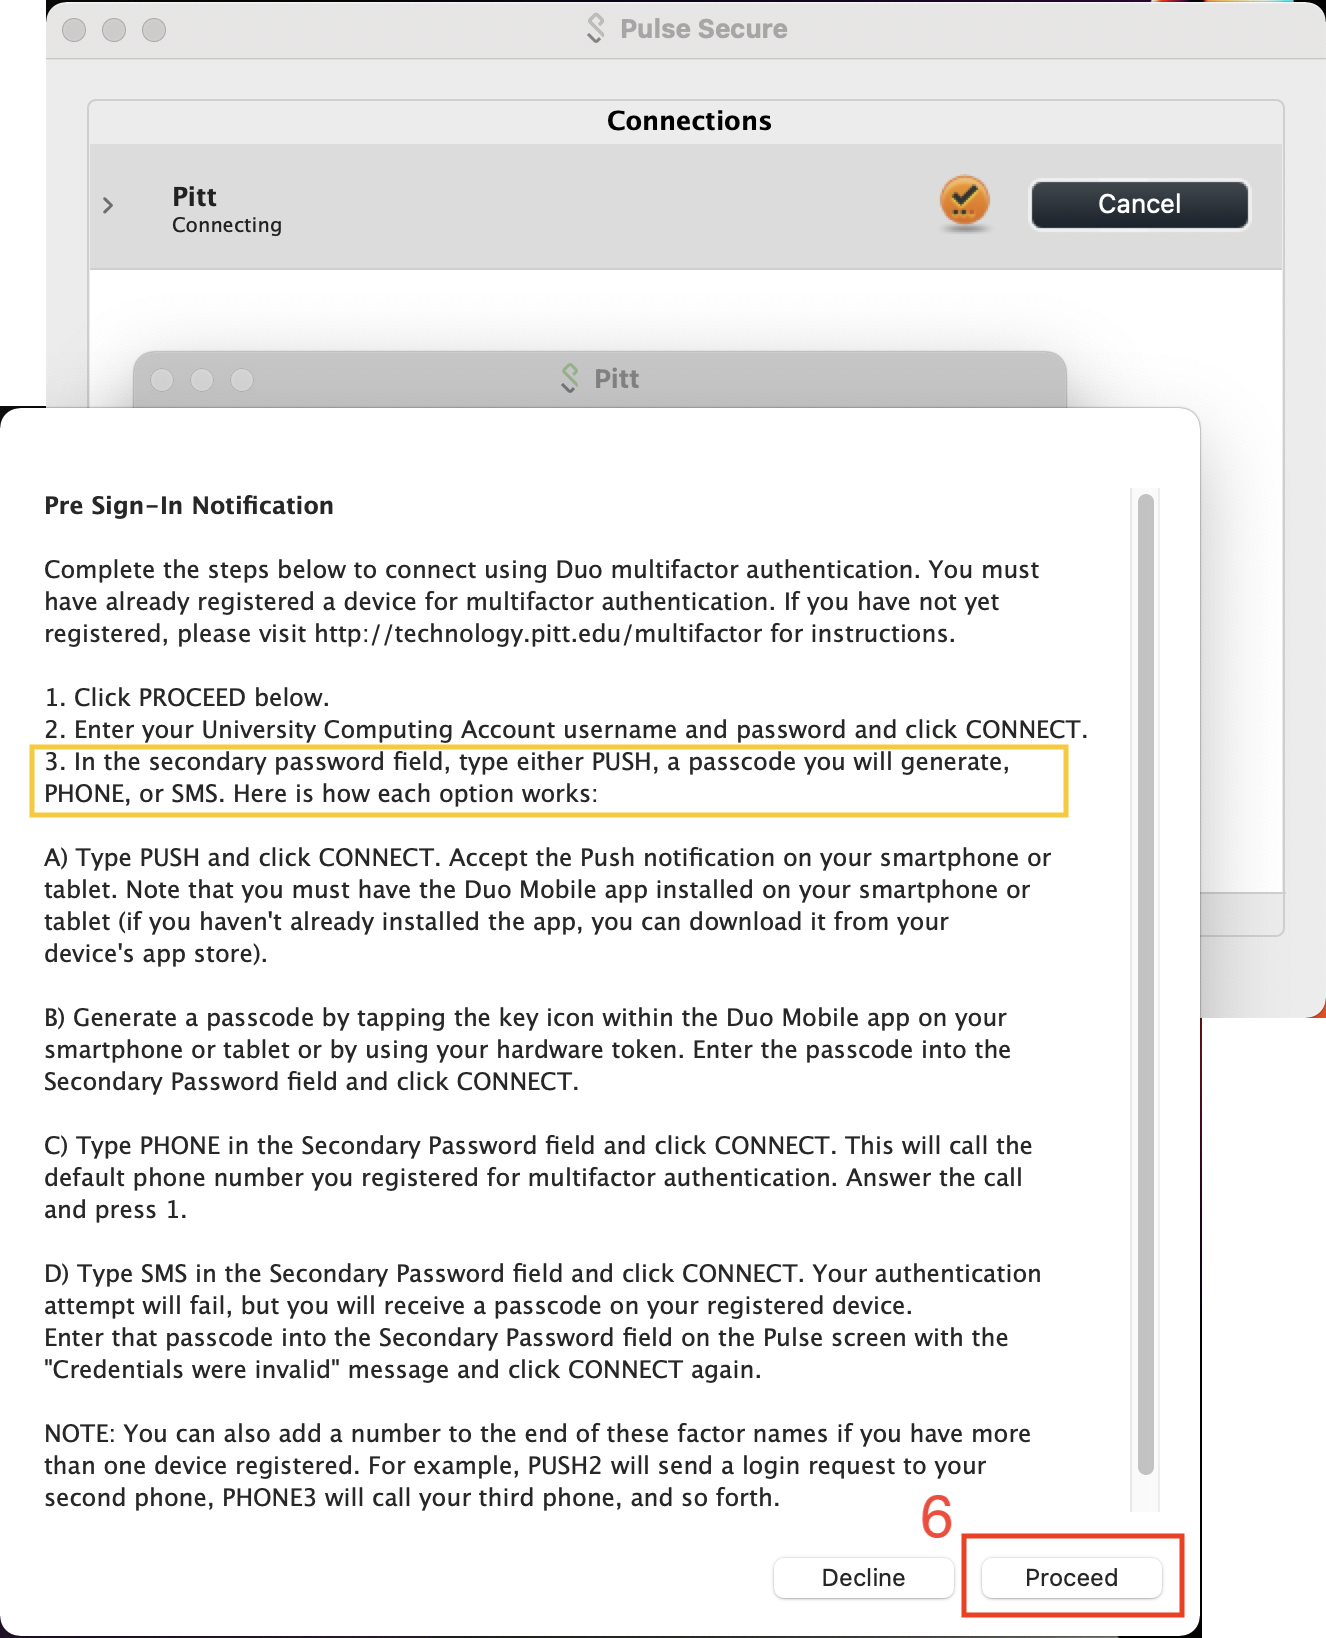 Pulse Secure
Connections
Pitt
Connecting
Cancel
Pitt
Pre Sign-In Notification
Complete the steps below to connect using Duo multifactor authentication. You must
have already registered a device for multifactor authentication. If you have not yet
registered, please visit http://technology.pitt.edu/multifactor for instructions.
1. Click PROCEED below.
2. Enter your University Computing Account username and password and click CONNECT.
3. In the secondary password field, type either PUSH, a passcode you will generate,
PHONE, or SMS. Here is how each option works:
A) Type PUSH and click CONNECT. Accept the Push notification on your smartphone or
tablet. Note that you must have the Duo Mobile app installed on your smartphone or
tablet (if you haven't already installed the app, you can download it from your
device's app store).
B) Generate a passcode by tapping the key icon within the Duo Mobile app on your
smartphone or tablet or by using your hardware token. Enter the passcode into the
Secondary Password field and click CONNECT.
C) Type PHONE in the Secondary Password field and click CONNECT. This will call the
default phone number you registered for multifactor authentication. Answer the call
and press 1.
D) Type SMS in the Secondary Password field and click CONNECT. Your authentication
attempt will fail, but you will receive a passcode on your registered device.
Enter that passcode into the Secondary Password field on the Pulse screen with the
"Credentials were invalid" message and click CONNECT again.
NOTE: You can also add a number to the end of these factor names if you have more
than one device registered. For example, PUSH2 will send a login request to your
second phone, PHONE3 will call your third phone, and so forth.
6
Decline
Proceed